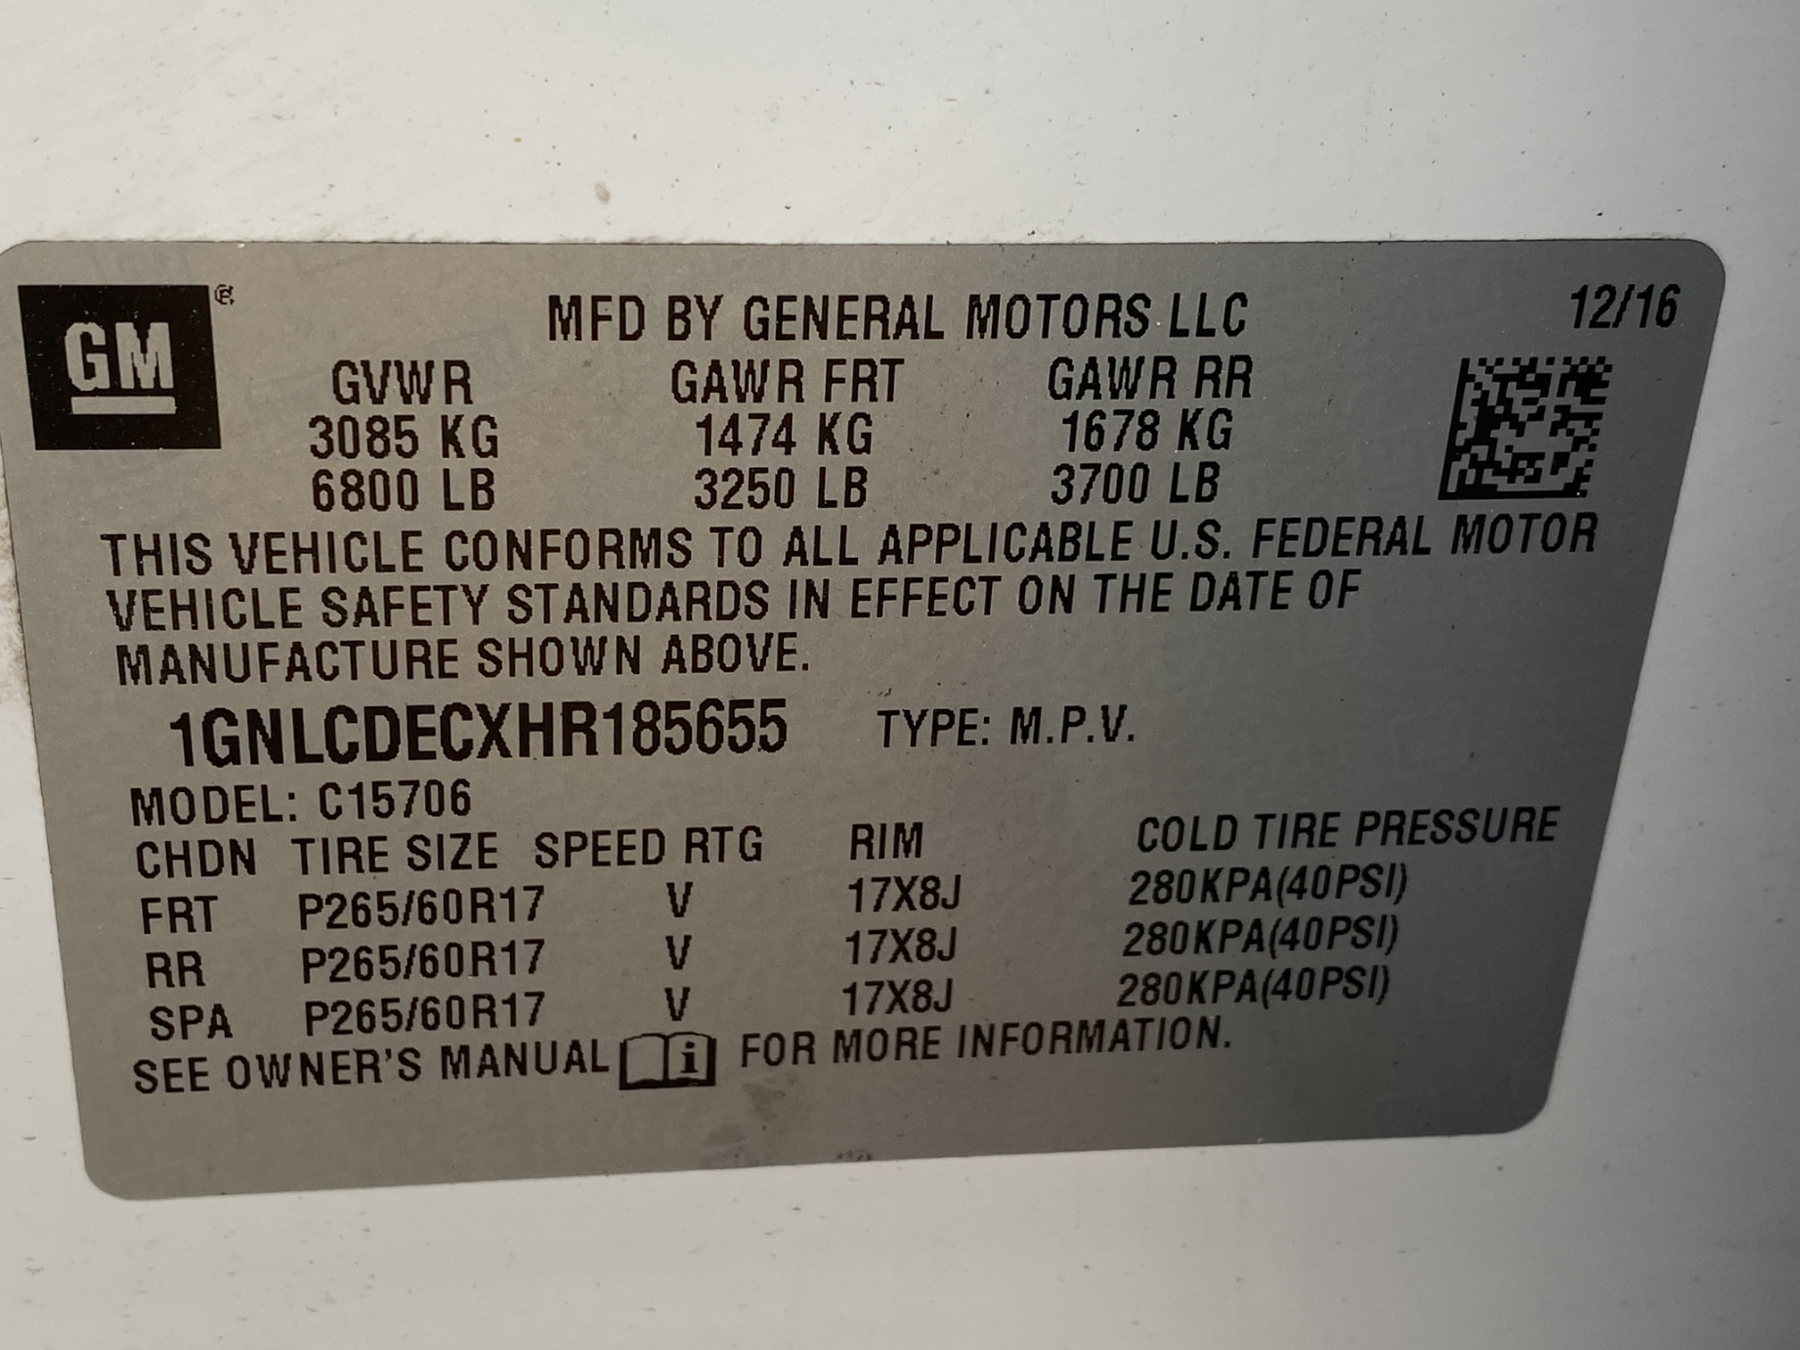 GM ®
MFD BY GENERAL MOTORS LLC 12/16
GVWR GAWR FRT GAWR RR
3085 KG 1474 KG 1678 KG
6800 LB 3250 LB 3700 LB
THIS VEHICLE CONFORMS TO ALL APPLICABLE U.S. FEDERAL MOTOR
VEHICLE SAFETY STANDARDS IN EFFECT ON THE DATE OF
MANUFACTURE SHOWN ABOVE.
1GNLCDECXHR185655 TYPE: M.P.V.
MODEL: C15706
CHDN TIRE SIZE SPEED RTG RIM COLD TIRE PRESSURE
FRT P265/60R17 V 17X8J 280KPA(40PSI)
RR P265/60R17 V 17X8J 280KPA(40PSI)
SPA P265/60R17 V 17X8J 280KPA(40PSI)
SEE OWNER'S MANUAL i FOR MORE INFORMATION.